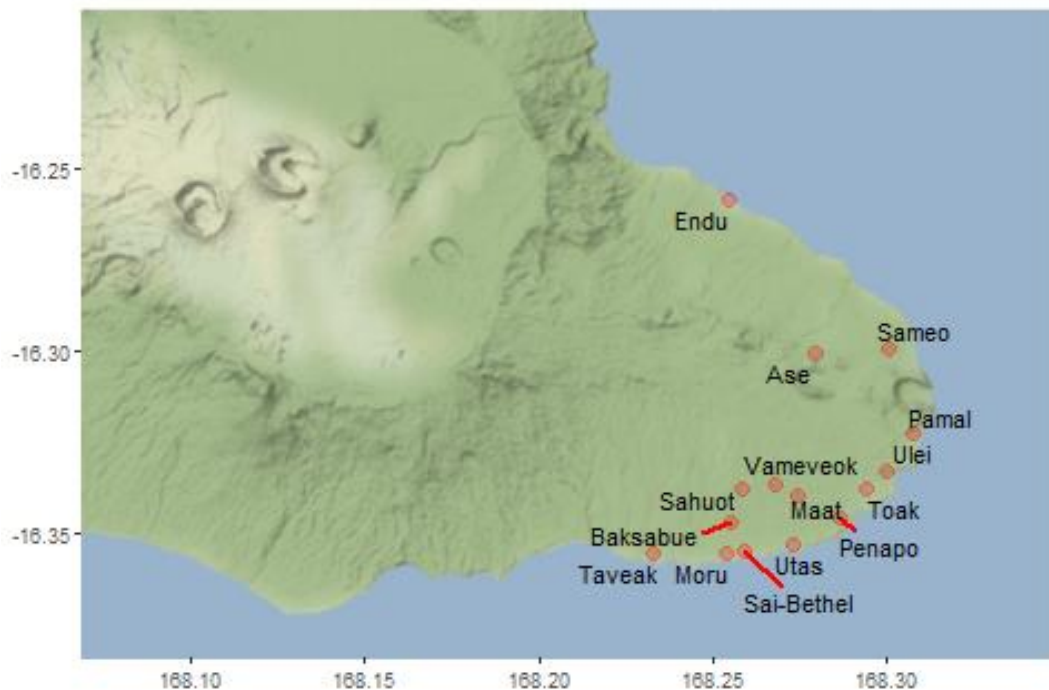 -16.25
Endu
Sameo
-16.30
Ase
Pamal
Ulei
Vameveok
Sahuot
Maat
Toak
-16.35
Baksabue
Penapo
Taveak
Moru
Utas
Sai-Bethel
168.10
168.15
168.20
168.25
168.30